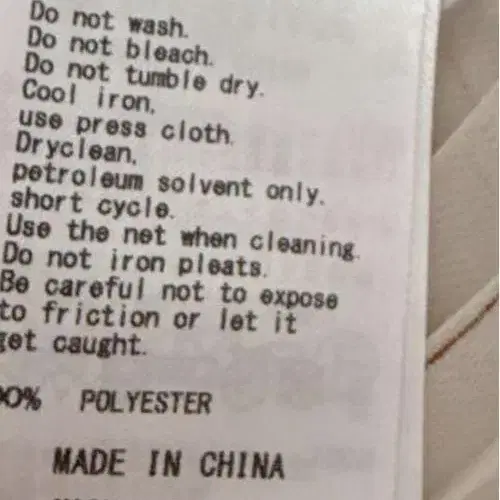 Do not wash.
Do not bleach.
Do not tumble dry.
Cool iron,
use press cloth.
Dryclean,
petroleum solvent only.
short cycle.
Use the net when cleaning.
Do not iron pleats.
Be careful not to expose
to friction or let it
get caught.
00% POLYESTER
MADE IN CHINA